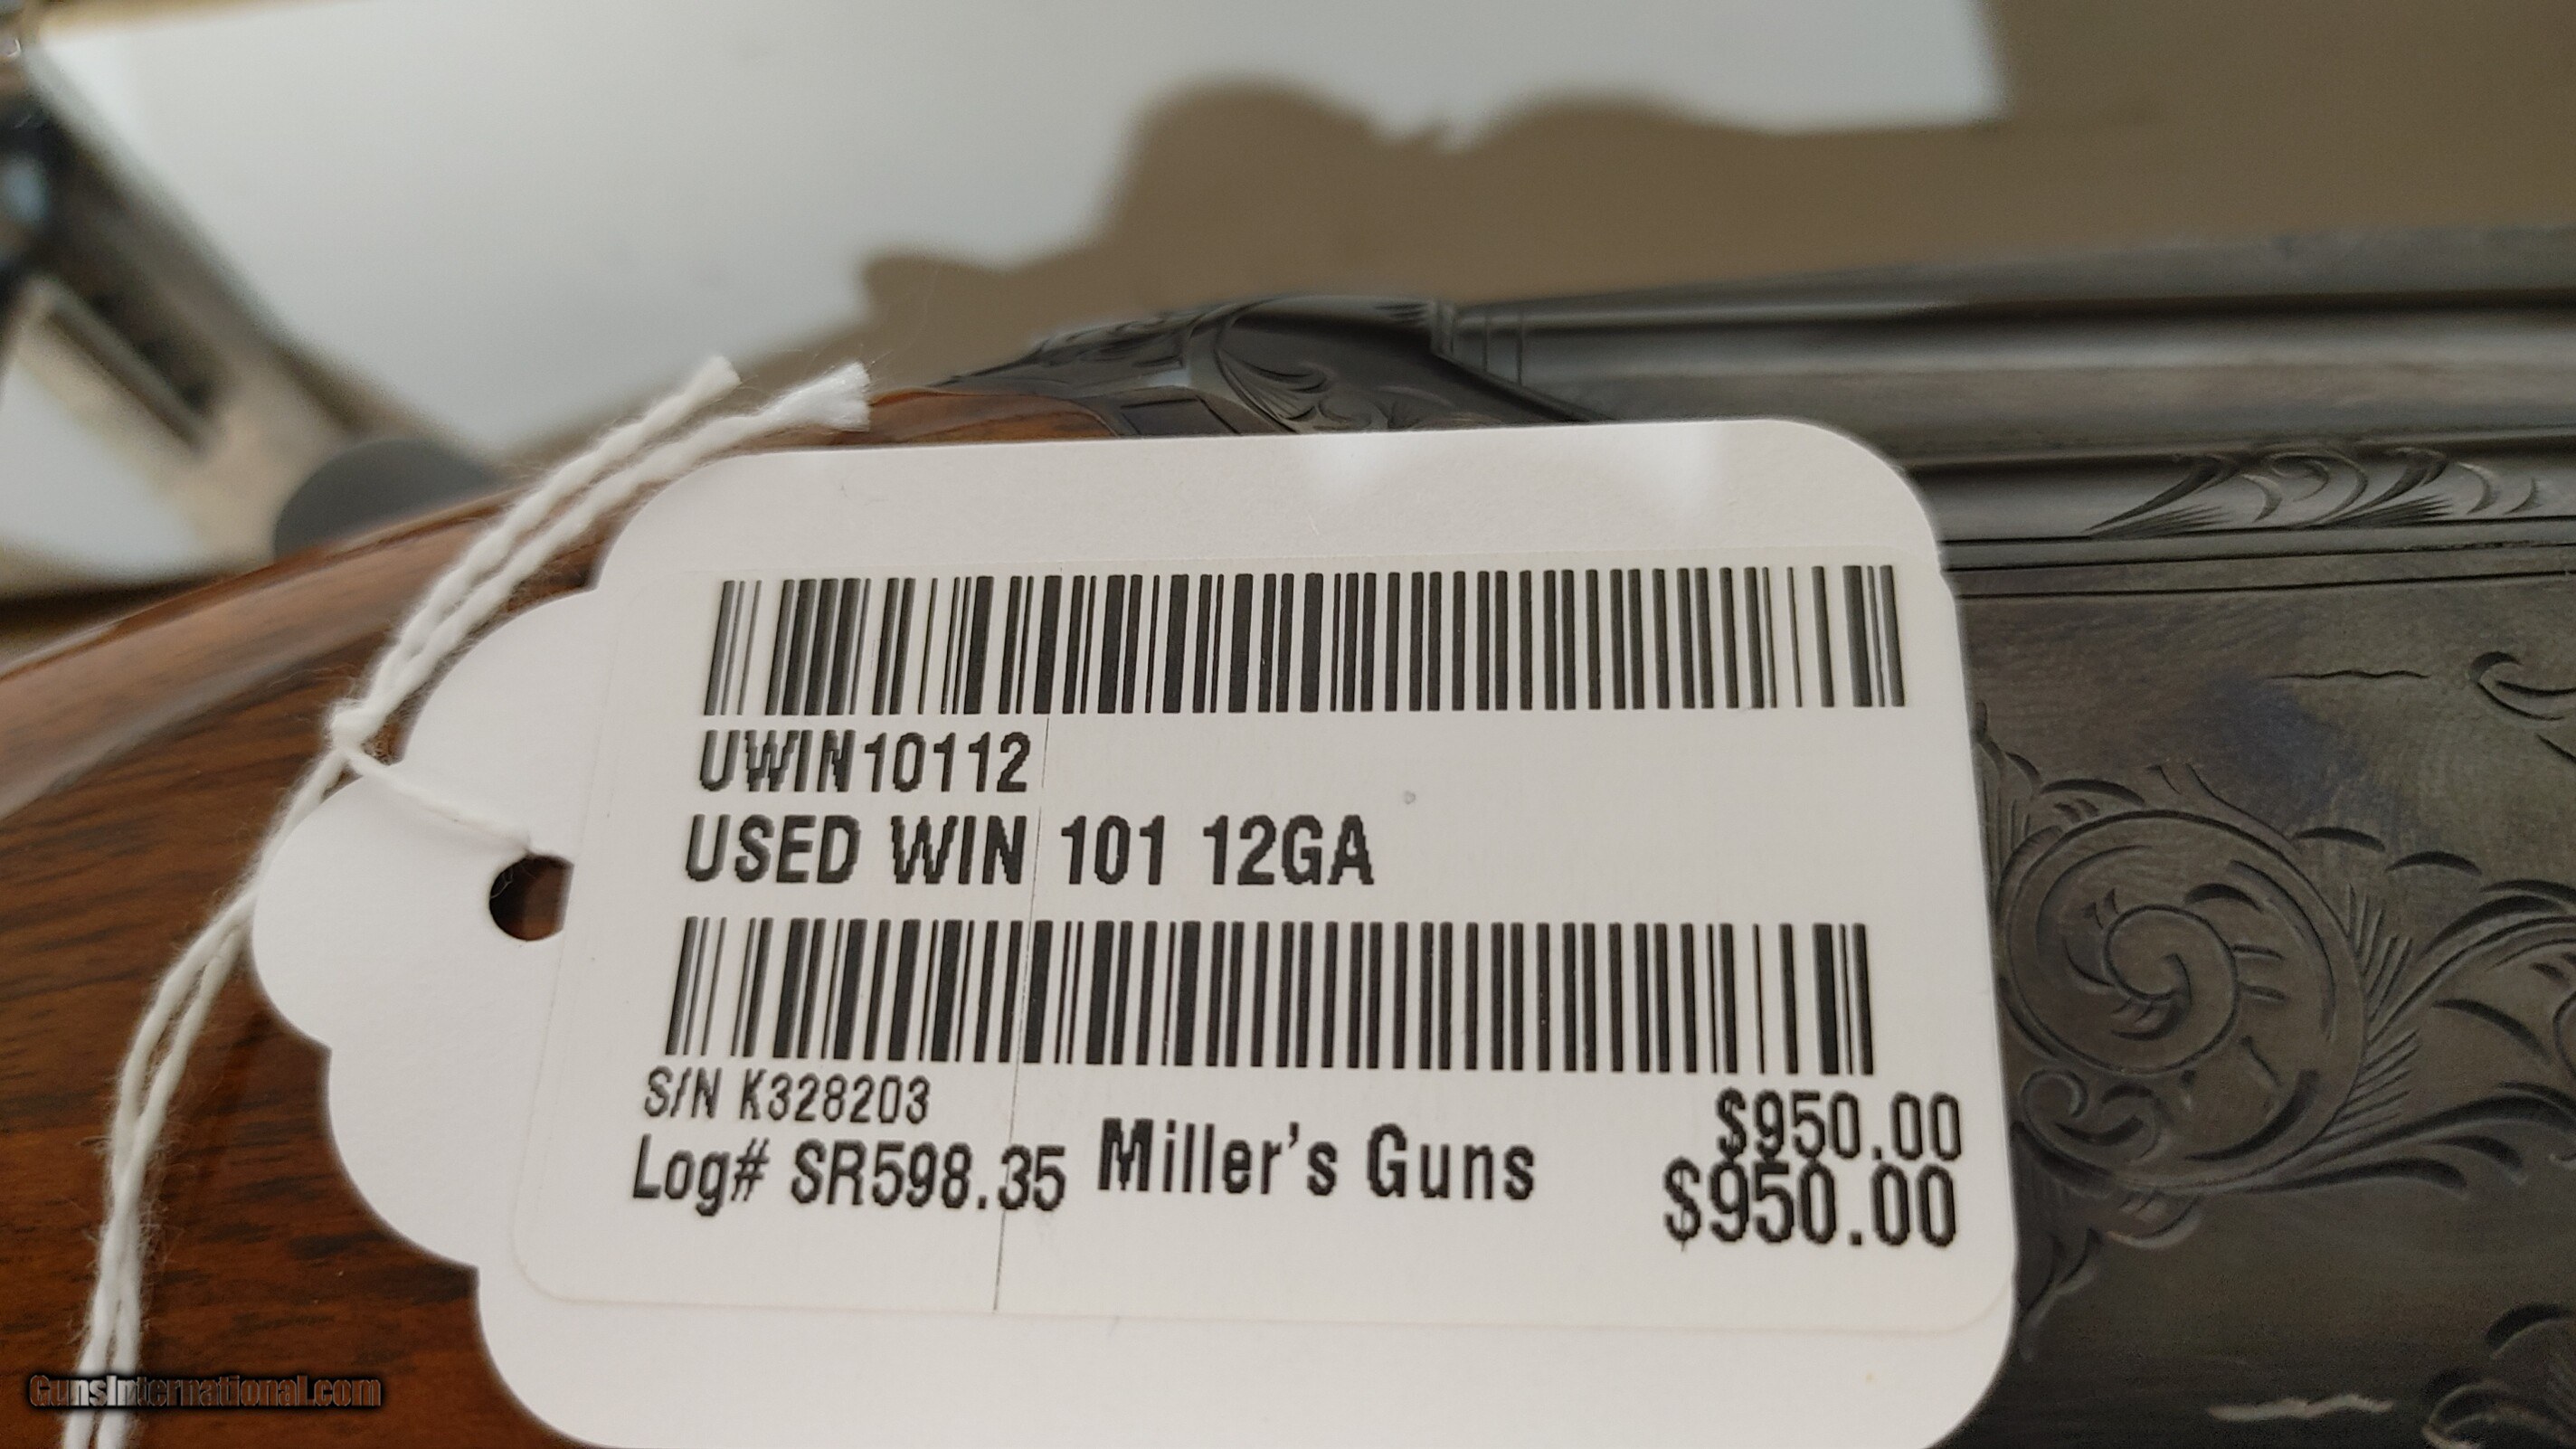 UWIN10112
USED WIN 101 12GA
S/N K328203
$950.00
Log# SR598.35 Miller's Guns
$950.00
GunsInternational.com